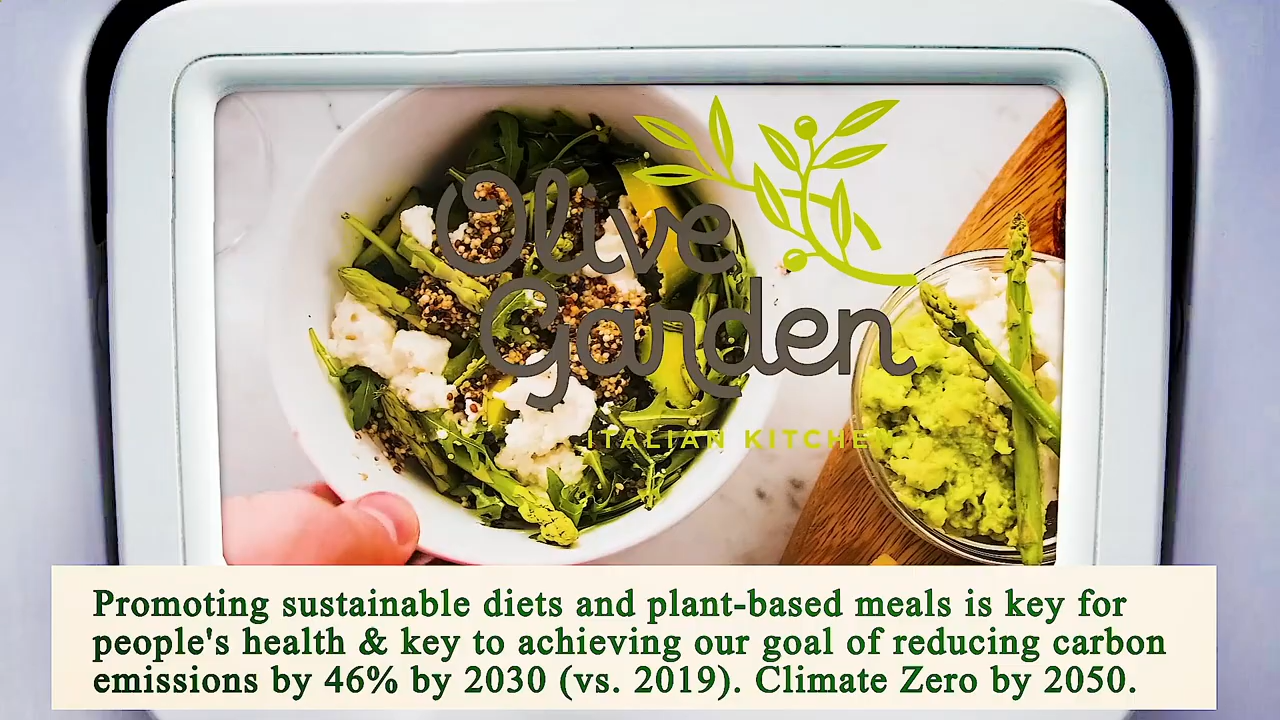 Olive
Garden
ITALIAN KITCHEN
Promoting sustainable diets and plant-based meals is key for
people's health & key to achieving our goal of reducing carbon
emissions by 46% by 2030 (vs. 2019). Climate Zero by 2050.